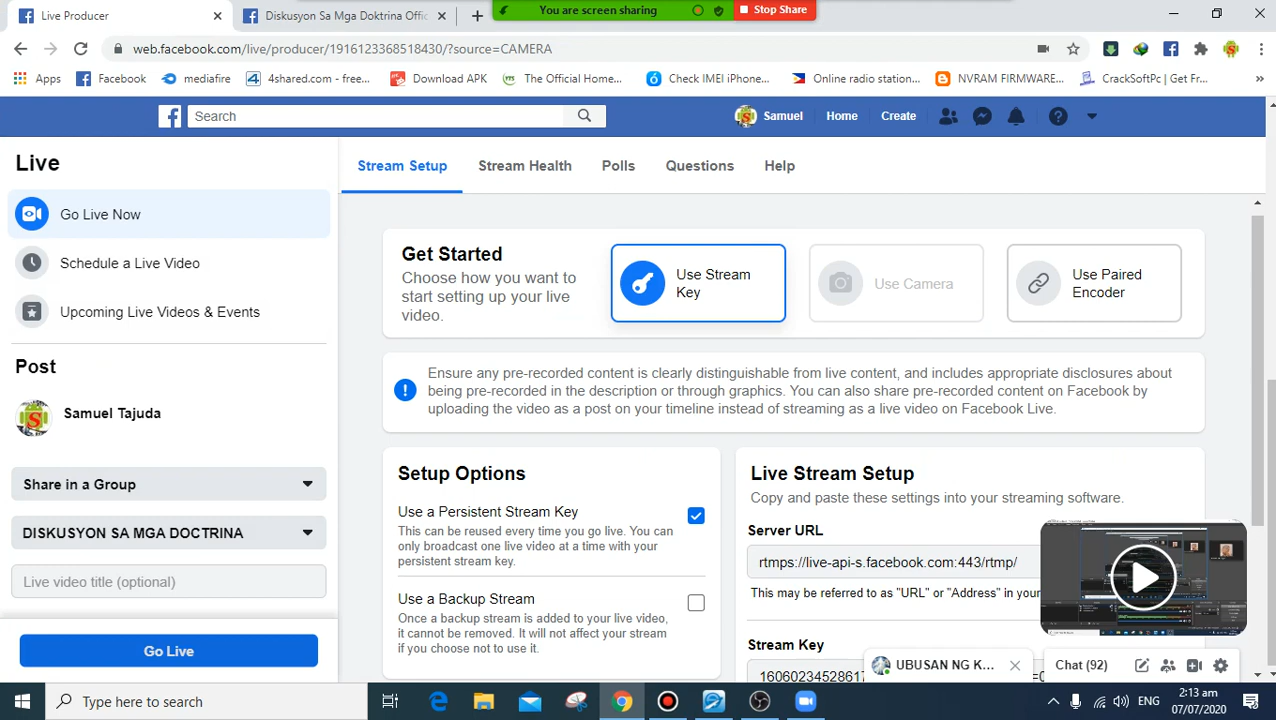 Live Producer
Diskusyon Sa Mga Doktrina Offic
You are screen sharing
Stop Share
web.facebook.com/live/producer/1916123368518430/?source=CAMERA
Apps
Facebook
mediafire
4shared.com - free...
Download APK
The Official Home...
Check IMEI iPhone...
Online radio station...
NVRAM FIRMWARE...
CrackSoftPc | Get Fr...
Search
Samuel
Home
Create
Live
Go Live Now
Schedule a Live Video
Upcoming Live Videos & Events
Post
Samuel Tajuda
Share in a Group
DISKUSYON SA MGA DOCTRINA
Live video title (optional)
Go Live
Stream Setup
Stream Health
Polls
Questions
Help
Get Started
Choose how you want to
start setting up your live
video.
Use Stream
Key
Use Camera
Use Paired
Encoder
Ensure any pre-recorded content is clearly distinguishable from live content, and includes appropriate disclosures about
being pre-recorded in the description or through graphics. You can also share pre-recorded content on Facebook by
uploading the video as a post on your timeline instead of streaming as a live video on Facebook Live.
Setup Options
Use a Persistent Stream Key
This can be reused every time you go live. You can
only broadcast one live video at a time with your
persistent stream key.
Use a Backup Stream
Once a backup stream is added to your live video,
it cannot be removed. It will not affect your stream
if you choose not to use it.
Live Stream Setup
Copy and paste these settings into your streaming software.
Server URL
rtmps://live-api-s.facebook.com:443/rtmp/
This may be referred to as "URL" or "Address" in your
Stream Key
1606023452861
UBUSAN NG K...
Chat (92)
Type here to search
ENG
2:13 am
07/07/2020